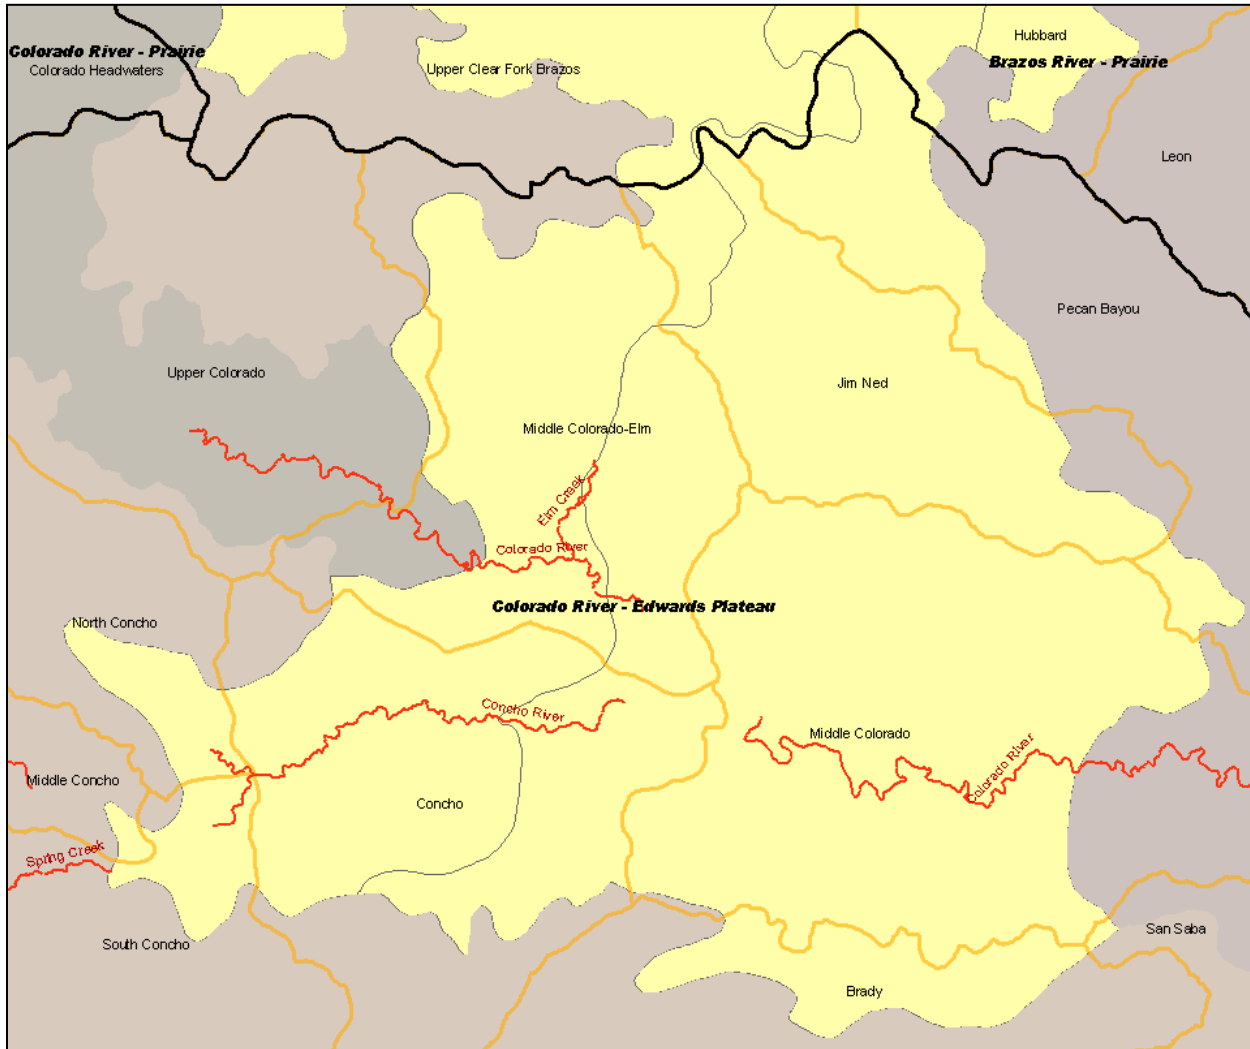 Hubbard
Colorado River - Prairie
Brazos River - Prairie
Colorado Headwaters
Upper Clear Fork Brazos
Leon
Pecan Bayou
Upper Colorado
Jim Ned
Middle Colorado-Elm
Elm Creek
Colorado River
Colorado River - Edwards Plateau
North Concho
Concho River
Middle Colorado
Colorado River
Middle Concho
Concho
Spring Creek
San Saba
South Concho
Brady